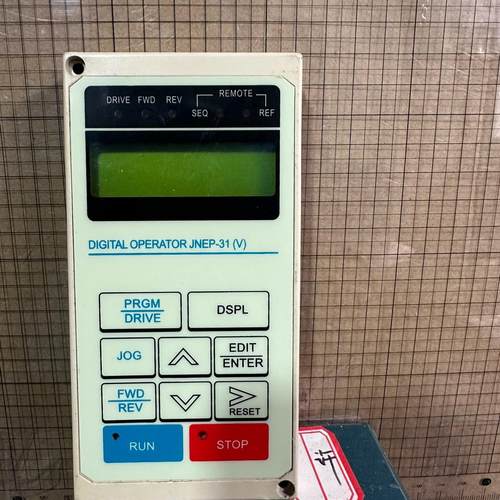 REMOTE
DRIVE FWD REV
SEQ REF
DIGITAL OPERATOR JNEP-31 (V)
PRGM
DRIVE
DSPL
JOG
EDIT
ENTER
FWD
REV
RESET
RUN
STOP